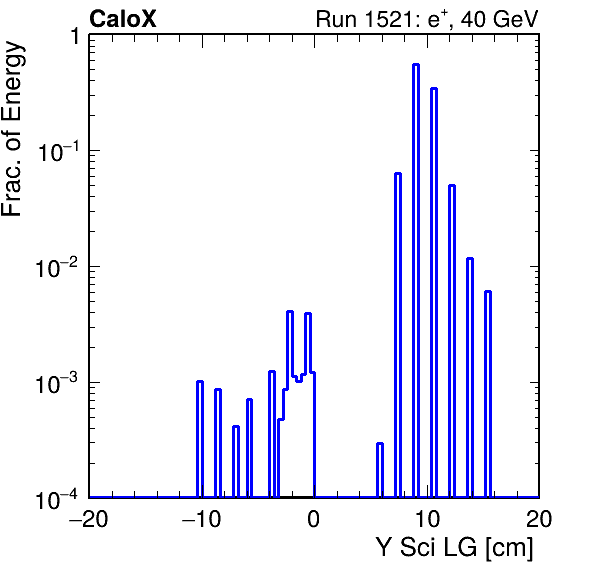 CaloX Run 1521: e⁺, 40 GeV
Frac. of Energy
1
10⁻¹
10⁻²
10⁻³
10⁻⁴
−20 −10 0 10 20
Y Sci LG [cm]